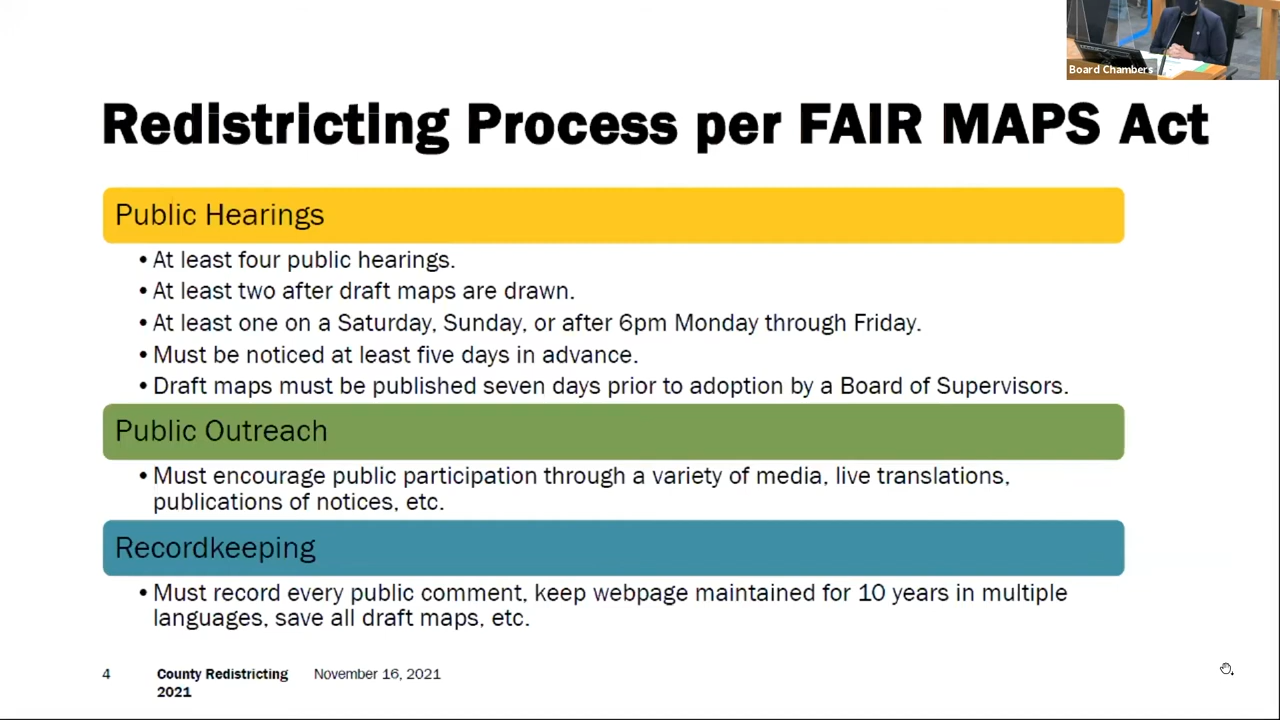 Board Chambers
Redistricting Process per FAIR MAPS Act
Public Hearings
• At least four public hearings.
• At least two after draft maps are drawn.
• At least one on a Saturday, Sunday, or after 6pm Monday through Friday.
• Must be noticed at least five days in advance.
• Draft maps must be published seven days prior to adoption by a Board of Supervisors.
Public Outreach
• Must encourage public participation through a variety of media, live translations,
publications of notices, etc.
Recordkeeping
• Must record every public comment, keep webpage maintained for 10 years in multiple
languages, save all draft maps, etc.
4 County Redistricting November 16, 2021
2021